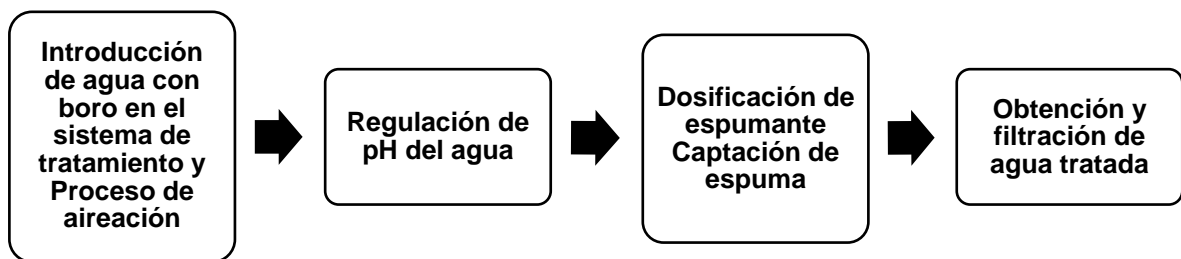 Introducción
de agua con
boro en el
sistema de
tratamiento y
Proceso de
aireación
Regulación de
pH del agua
Dosificación de
espumante
Captación de
espuma
Obtención y
filtración de
agua tratada